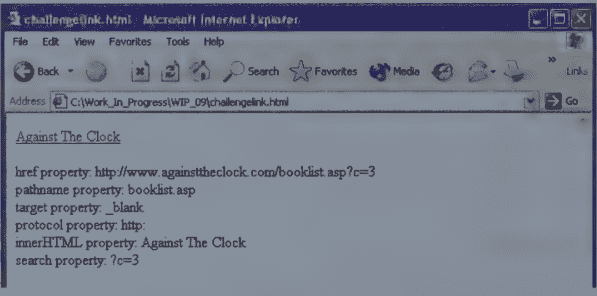 challengelink.html - Microsoft Internet Explorer
File Edit View Favorites Tools Help
Back Search Favorites Media Links
Address C:\Work_In_Progress\WIP_09\challengelink.html Go
Against The Clock
href property: http://www.againsttheclock.com/booklist.asp?c=3
pathname property: booklist.asp
target property: _blank
protocol property: http:
innerHTML property: Against The Clock
search property: ?c=3